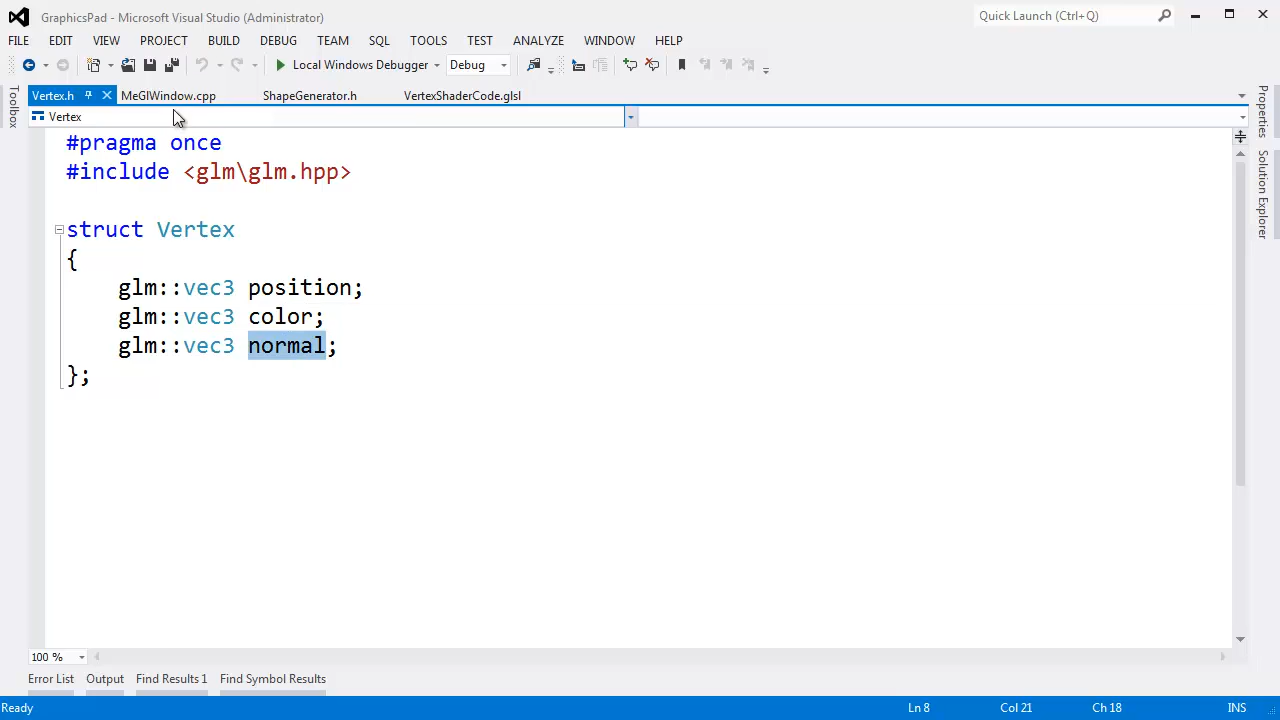 GraphicsPad - Microsoft Visual Studio (Administrator)
Quick Launch (Ctrl+Q)
FILE EDIT VIEW PROJECT BUILD DEBUG TEAM SQL TOOLS TEST ANALYZE WINDOW HELP
Local Windows Debugger Debug
Vertex.h MeGlWindow.cpp ShapeGenerator.h VertexShaderCode.glsl
Vertex
Toolbox
Properties
Solution Explorer
#pragma once
#include <glm\glm.hpp>
struct Vertex
{
glm::vec3 position;
glm::vec3 color;
glm::vec3 normal;
};
100 %
Error List Output Find Results 1 Find Symbol Results
Ready Ln 8 Col 21 Ch 18 INS